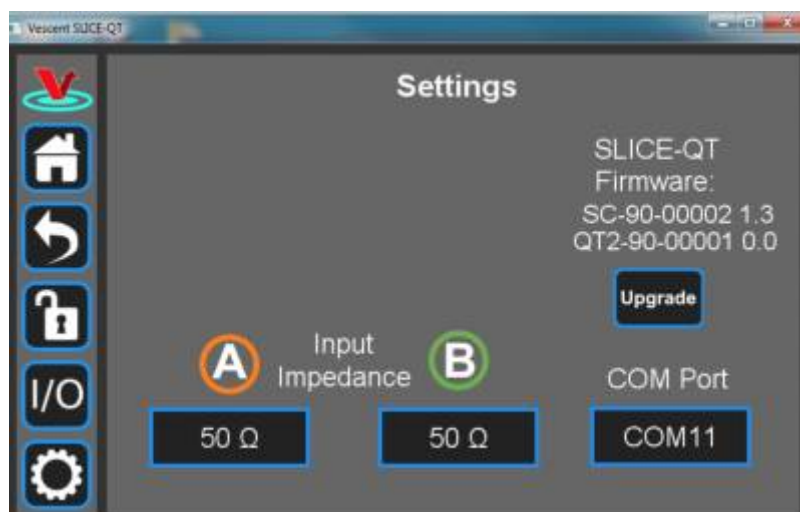 Vescent SLICE-QT
Settings
SLICE-QT
Firmware:
SC-90-00002 1.3
QT2-90-00001 0.0
Upgrade
I/O
A
Input
Impedance
B
COM Port
50 Ω
50 Ω
COM11